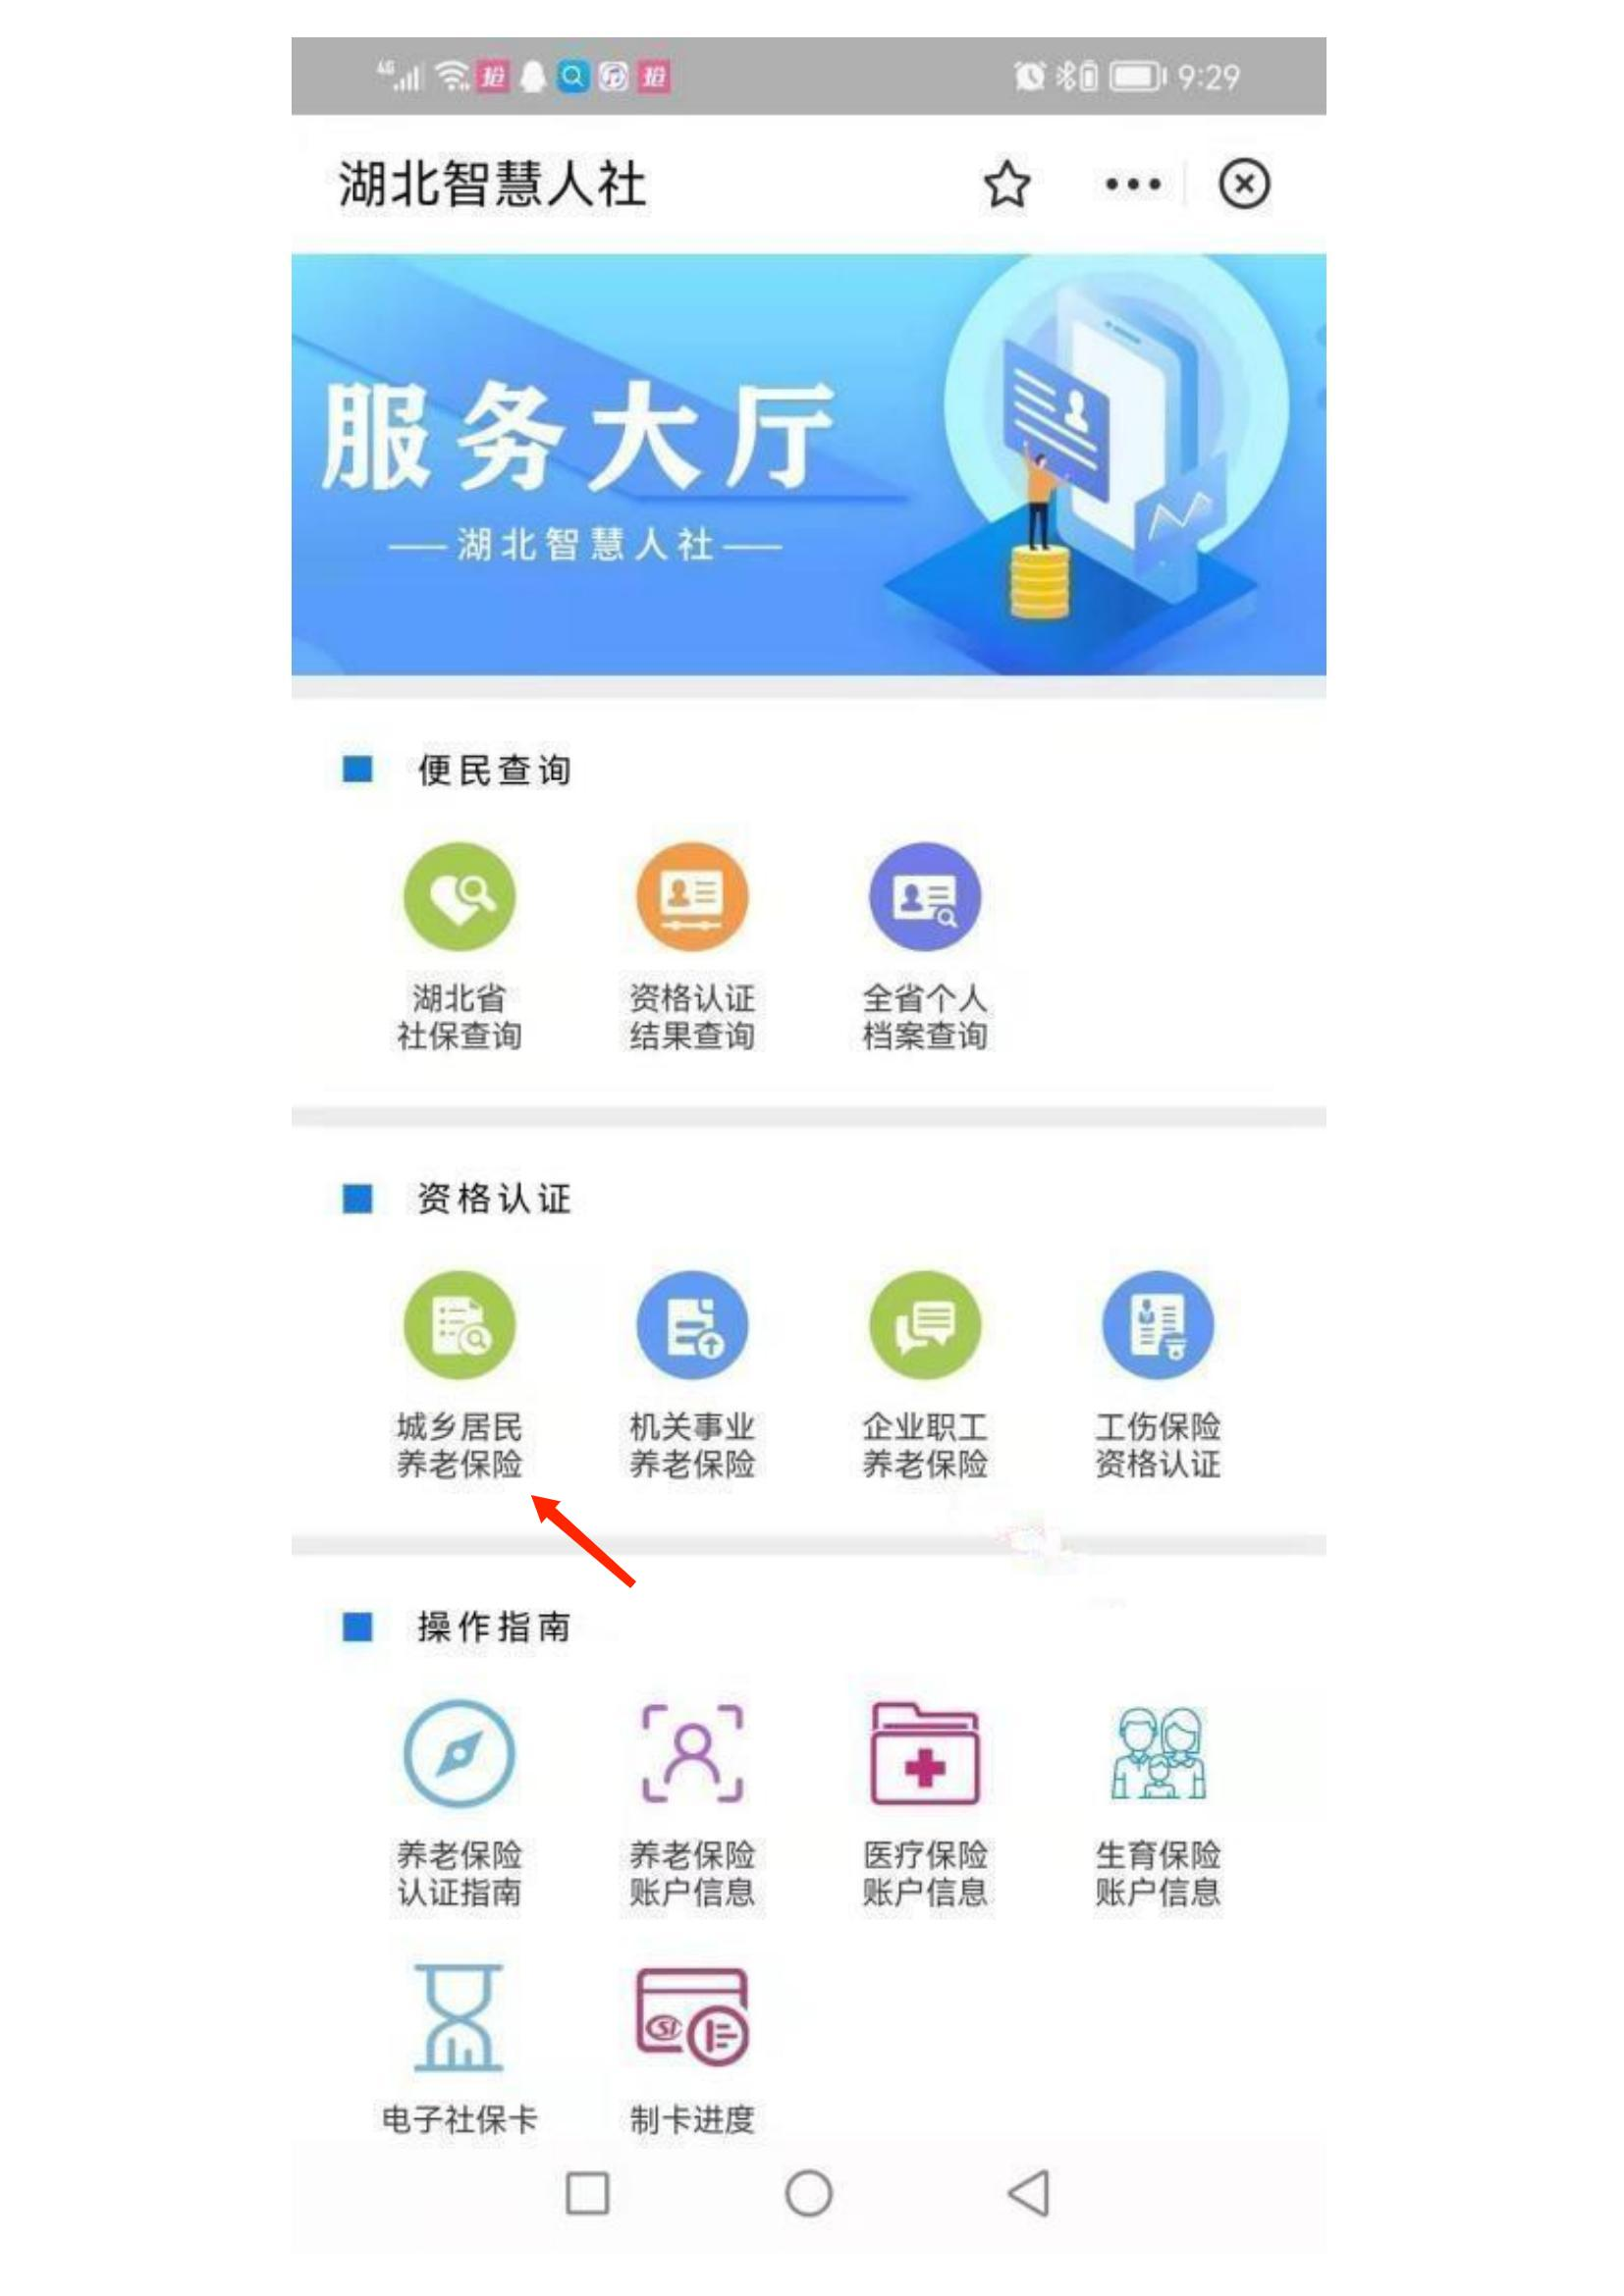 4G 抢 抢 9:29
湖北智慧人社
服务大厅
湖北智慧人社
便民查询
湖北省 资格认证 全省个人
社保查询 结果查询 档案查询
资格认证
城乡居民 机关事业 企业职工 工伤保险
养老保险 养老保险 养老保险 资格认证
操作指南
养老保险 养老保险 医疗保险 生育保险
认证指南 账户信息 账户信息 账户信息
电子社保卡 制卡进度